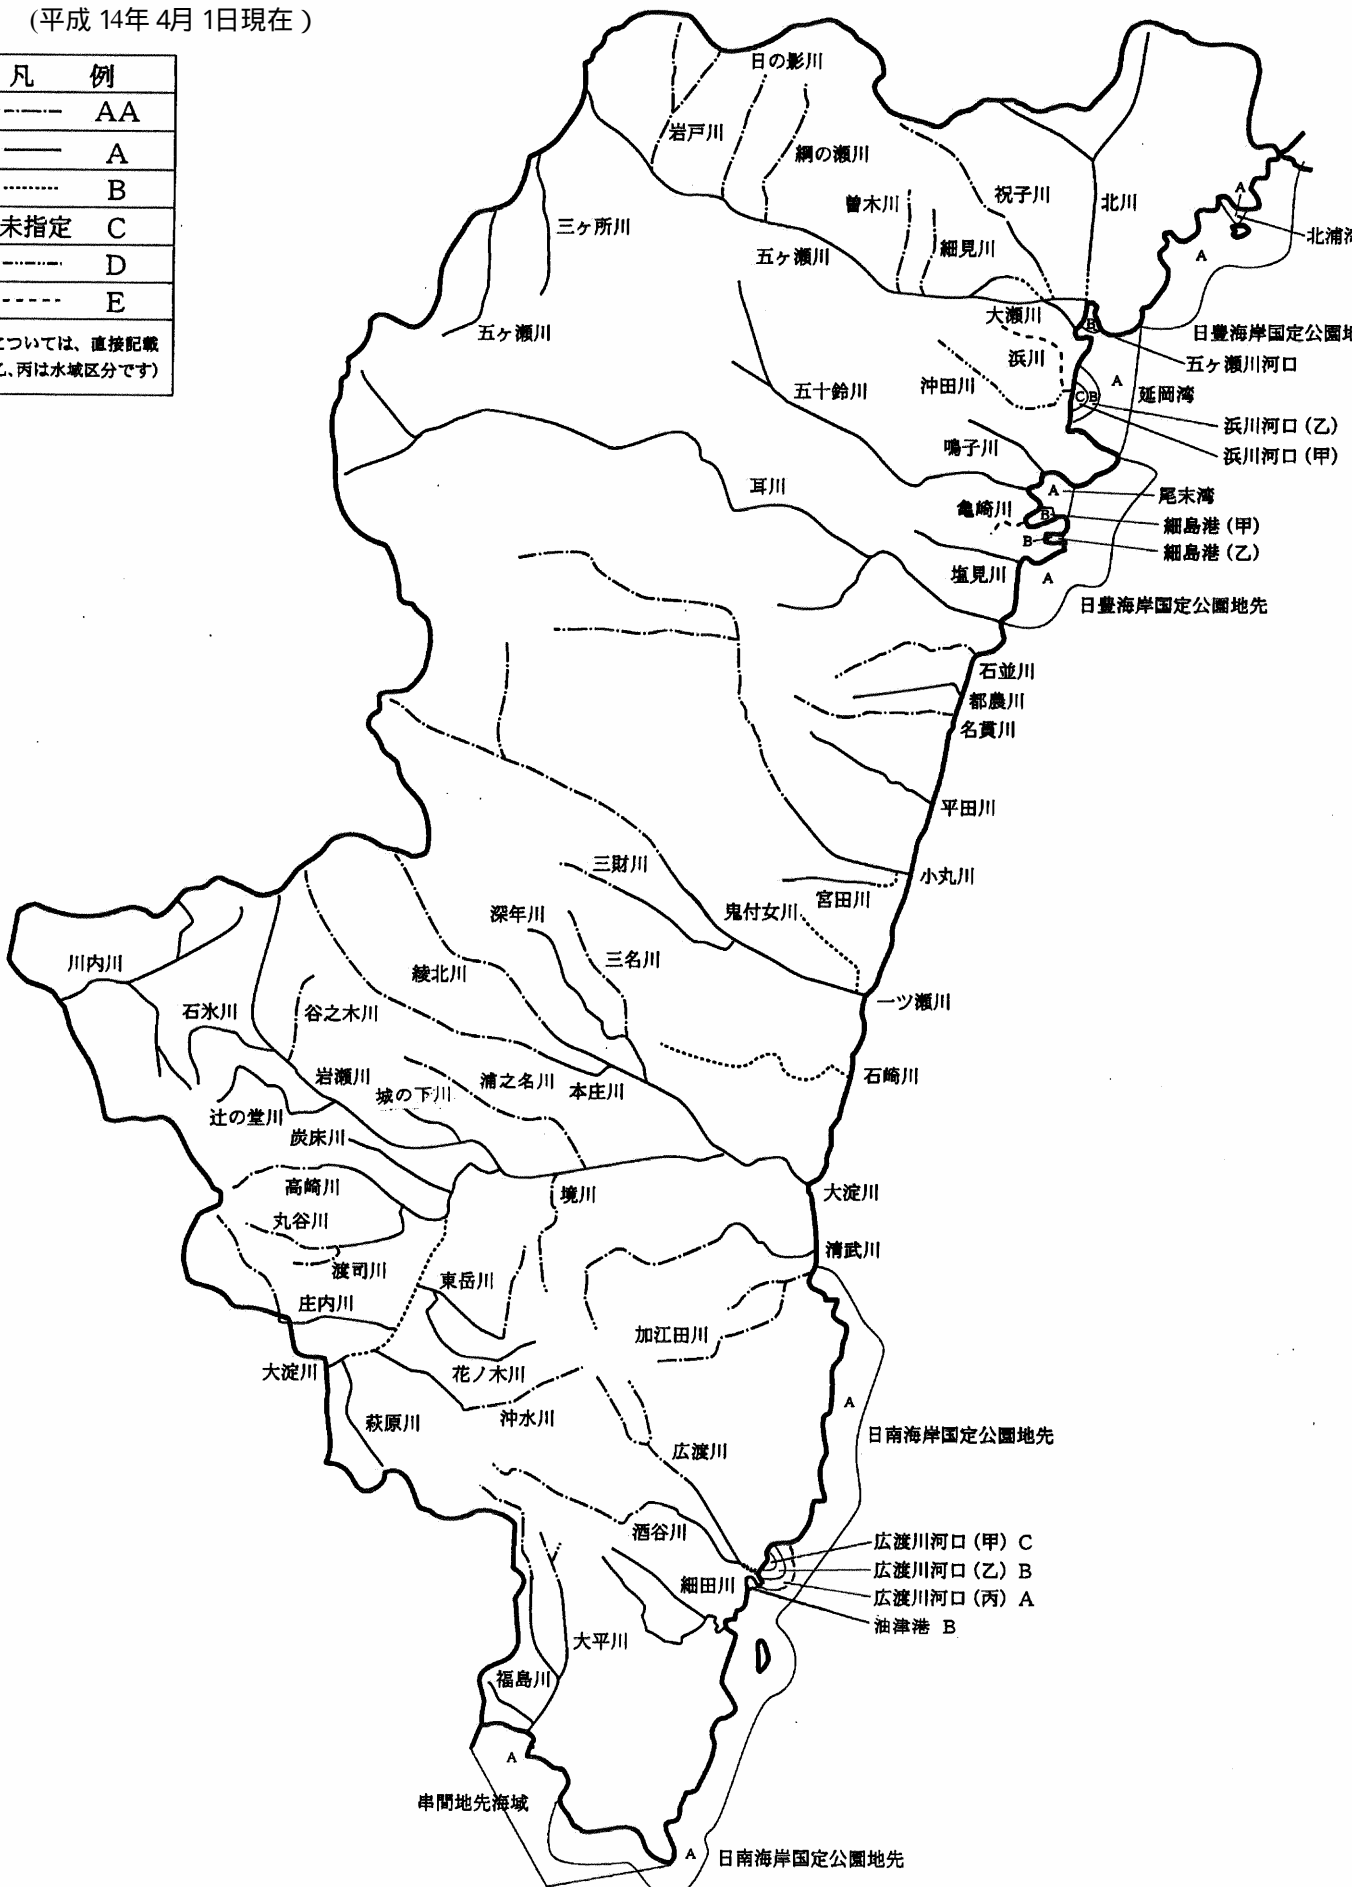 (平成 14年 4月 1日現在 )
凡 例
AA
A
B
未指定 C
D
E
については、直接記載
乙、丙は水域区分です)
日の影川
岩戸川
綱の瀬川
曽木川
祝子川
北川
三ヶ所川
五ヶ瀬川
細見川
A
北浦湾
A
五ヶ瀬川
大瀬川
B
日豊海岸国定公園地
五ヶ瀬川河口
浜川
五十鈴川
沖田川
A
延岡湾
C
B
浜川河口 (乙)
浜川河口 (甲)
鳴子川
耳川
A
尾末湾
亀崎川
B
細島港 (甲)
B
細島港 (乙)
塩見川
A
日豊海岸国定公園地先
石並川
都農川
名貫川
平田川
三財川
小丸川
宮田川
深年川
鬼付女川
三名川
川内川
綾北川
一ツ瀬川
石氷川
谷之木川
岩瀬川
浦之名川
本庄川
石崎川
城の下川
辻の堂川
炭床川
高崎川
境川
大淀川
丸谷川
清武川
渡司川
東岳川
庄内川
加江田川
大淀川
花ノ木川
沖水川
萩原川
A
日南海岸国定公園地先
広渡川
酒谷川
広渡川河口 (甲) C
広渡川河口 (乙) B
細田川
広渡川河口 (丙) A
油津港 B
大平川
福島川
A
串間地先海域
A
日南海岸国定公園地先